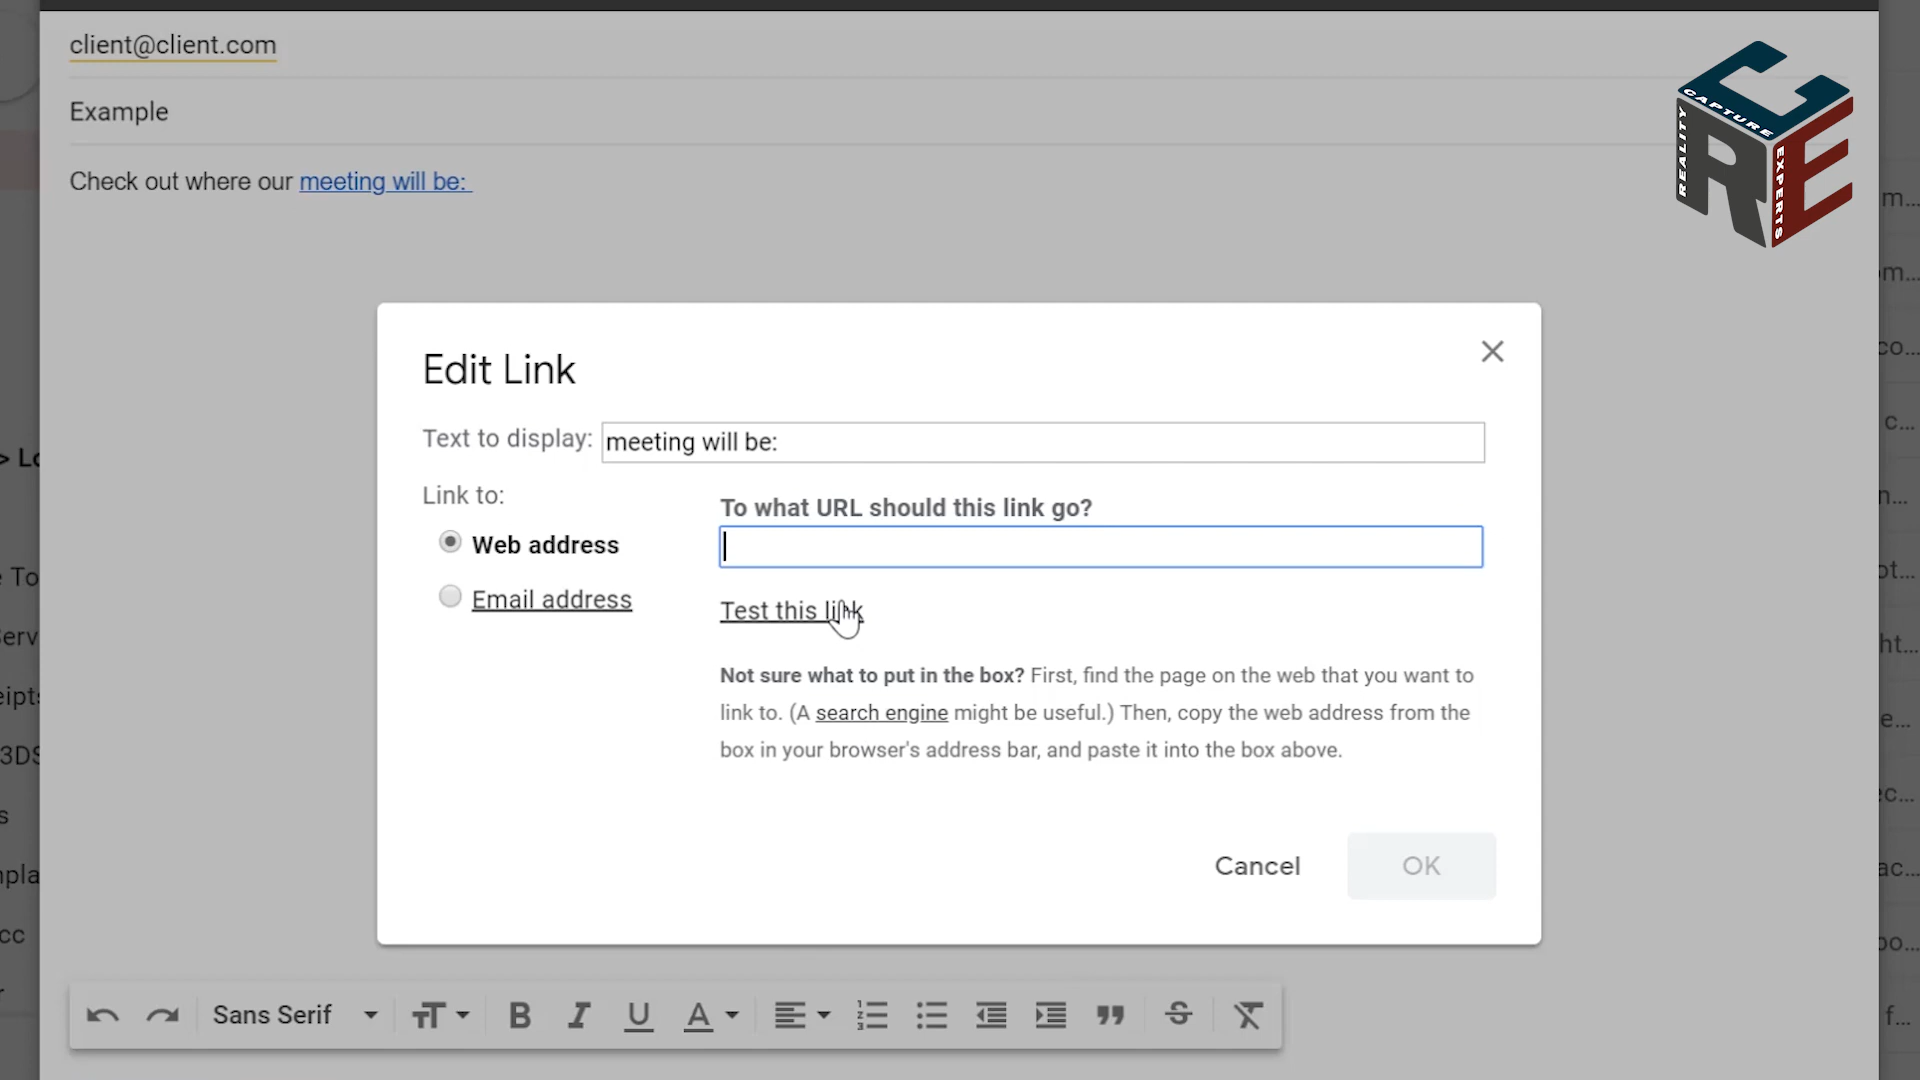 client@client.com
Example
Check out where our meeting will be:
CAPTURE
REALITY
EXPERTS
CRE
Edit Link
Text to display: meeting will be:
Link to:
To what URL should this link go?
Web address
Email address
Test this link
Not sure what to put in the box? First, find the page on the web that you want to
link to. (A search engine might be useful.) Then, copy the web address from the
box in your browser's address bar, and paste it into the box above.
Cancel
OK
Sans Serif